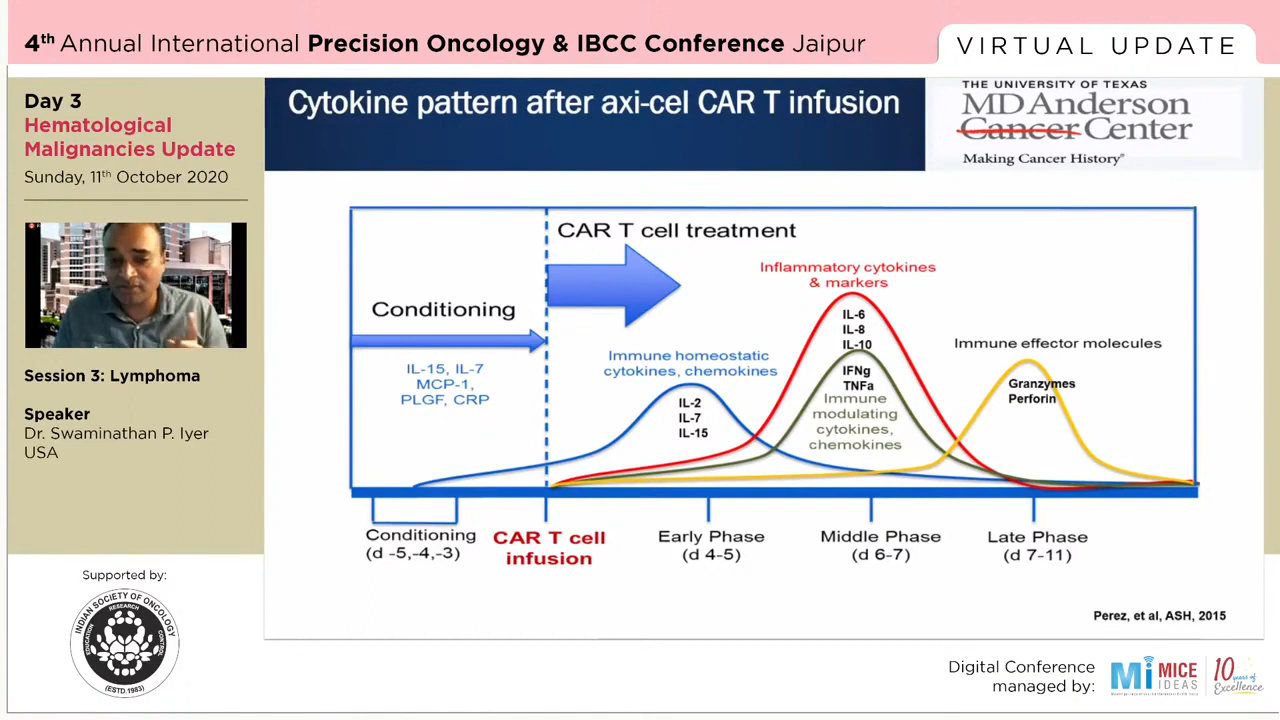 4th Annual International Precision Oncology & IBCC Conference Jaipur
VIRTUAL UPDATE
Day 3
Hematological
Malignancies Update
Sunday, 11th October 2020
Session 3: Lymphoma
Speaker
Dr. Swaminathan P. Iyer
USA
Supported by:
INDIAN SOCIETY OF ONCOLOGY
EDUCATION
RESEARCH
CONTROL
(ESTD.1983)
Cytokine pattern after axi-cel CAR T infusion
THE UNIVERSITY OF TEXAS
MD Anderson
Cancer Center
Making Cancer History®
CAR T cell treatment
Conditioning
IL-15, IL-7
MCP-1,
PLGF, CRP
Immune homeostatic
cytokines, chemokines
IL-2
IL-7
IL-15
Inflammatory cytokines
& markers
IL-6
IL-8
IL-10
IFNg
TNFa
Immune
modulating
cytokines,
chemokines
Immune effector molecules
Granzymes
Perforin
Conditioning
(d -5,-4,-3)
CAR T cell
infusion
Early Phase
(d 4-5)
Middle Phase
(d 6-7)
Late Phase
(d 7-11)
Perez, et al, ASH, 2015
Digital Conference
managed by:
Mi MICE
IDEAS
10 years of
Excellence